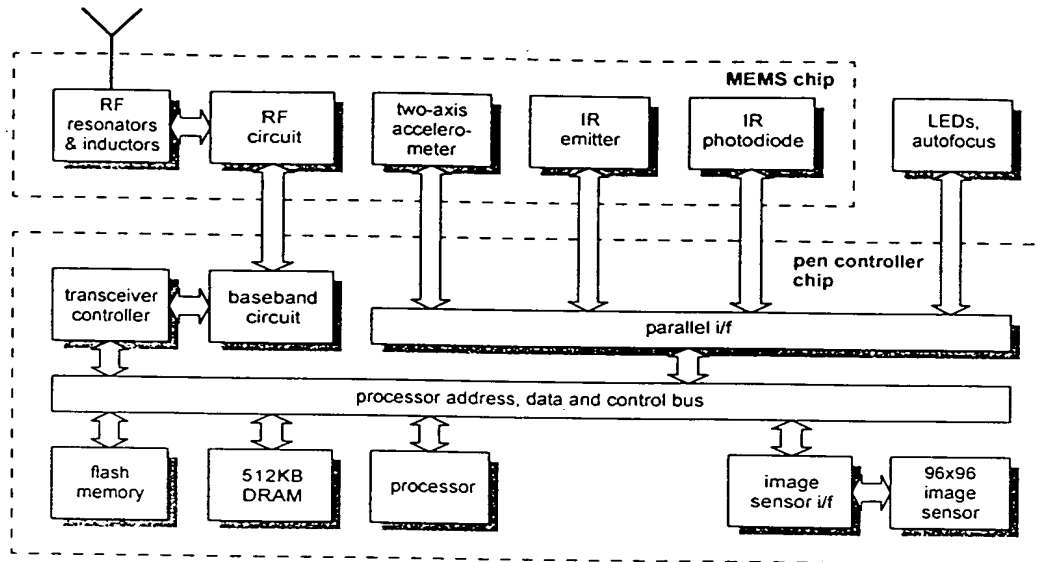 MEMS chip
RF
resonators
& inductors
RF
circuit
two-axis
accelero-
meter
IR
emitter
IR
photodiode
LEDs,
autofocus
pen controller
chip
transceiver
controller
baseband
circuit
parallel i/f
processor address, data and control bus
flash
memory
512KB
DRAM
processor
image
sensor i/f
96x96
image
sensor